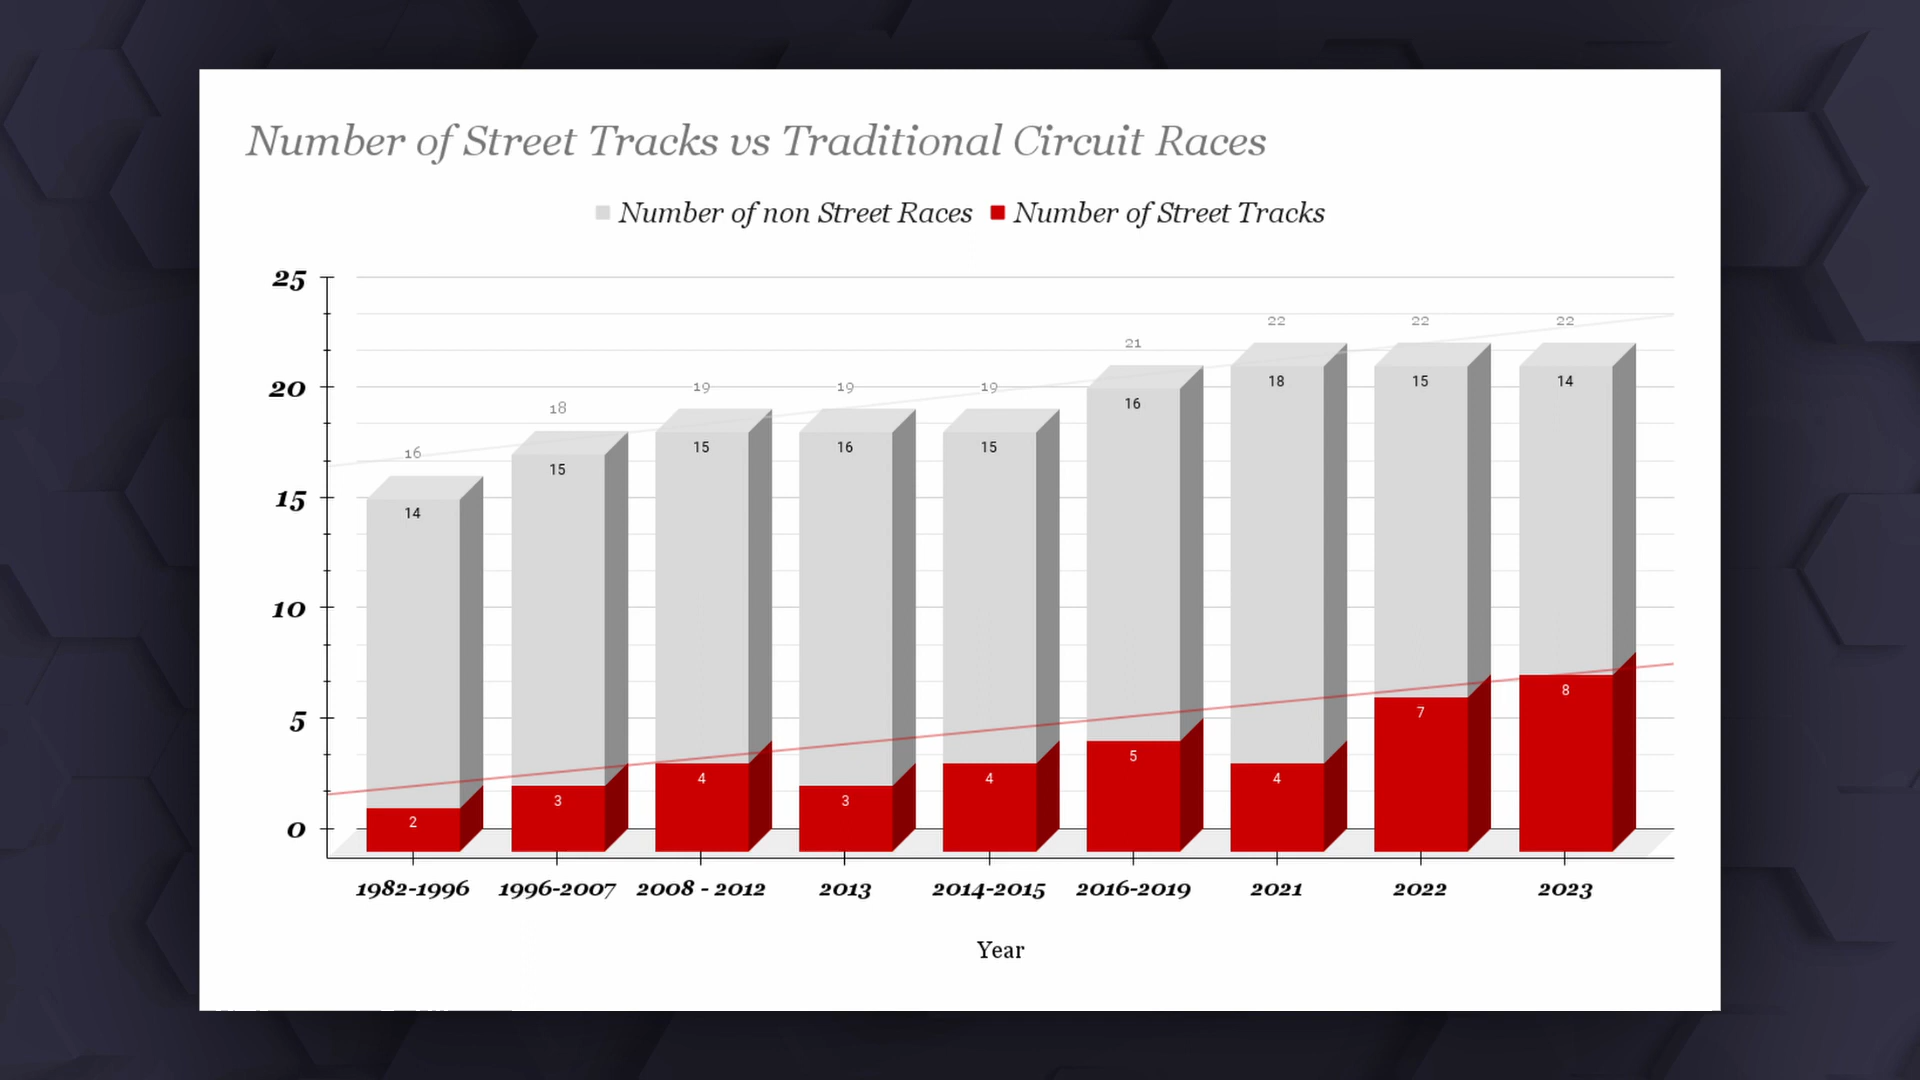 Number of Street Tracks vs Traditional Circuit Races
Number of non Street Races Number of Street Tracks
25
20
15
10
5
0
16 18 19 19 19 21 22 22 22
14 15 15 16 15 16 18 15 14
2 3 4 3 4 5 4 7 8
1982-1996 1996-2007 2008 - 2012 2013 2014-2015 2016-2019 2021 2022 2023
Year